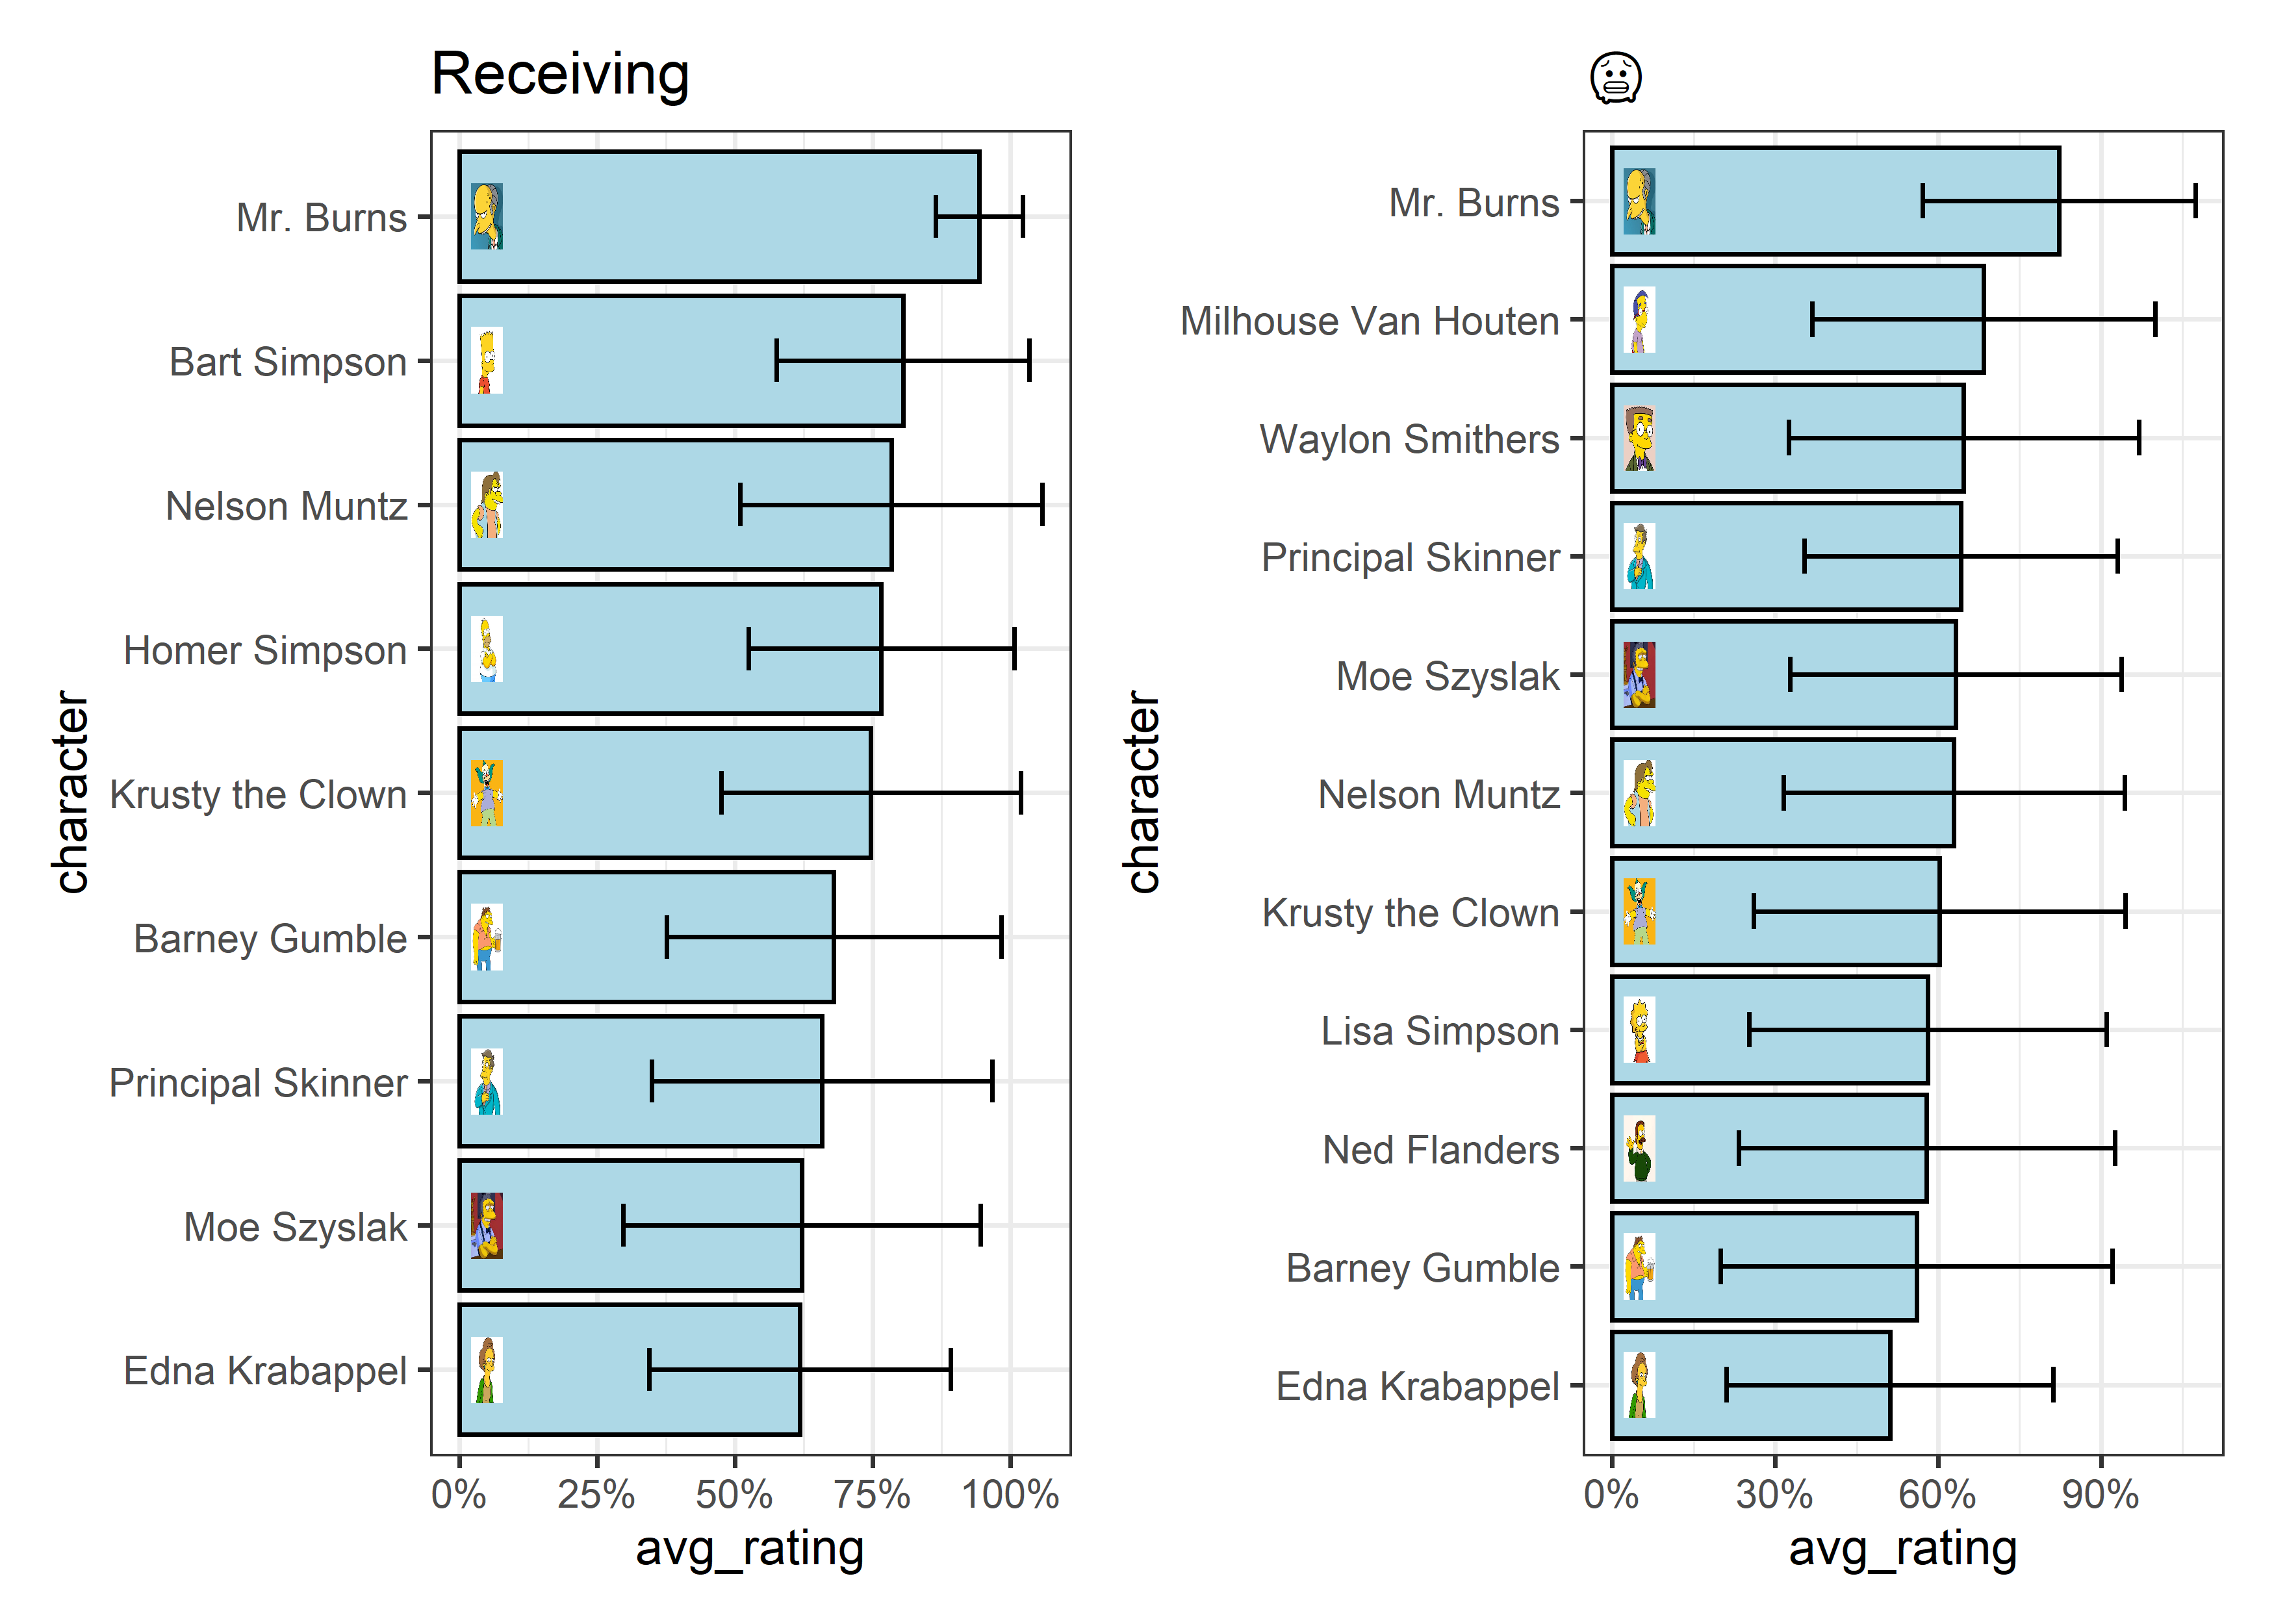 Receiving
character
Mr. Burns
Bart Simpson
Nelson Muntz
Homer Simpson
Krusty the Clown
Barney Gumble
Principal Skinner
Moe Szyslak
Edna Krabappel
0% 25% 50% 75% 100%
avg_rating
🥶
character
Mr. Burns
Milhouse Van Houten
Waylon Smithers
Principal Skinner
Moe Szyslak
Nelson Muntz
Krusty the Clown
Lisa Simpson
Ned Flanders
Barney Gumble
Edna Krabappel
0% 30% 60% 90%
avg_rating